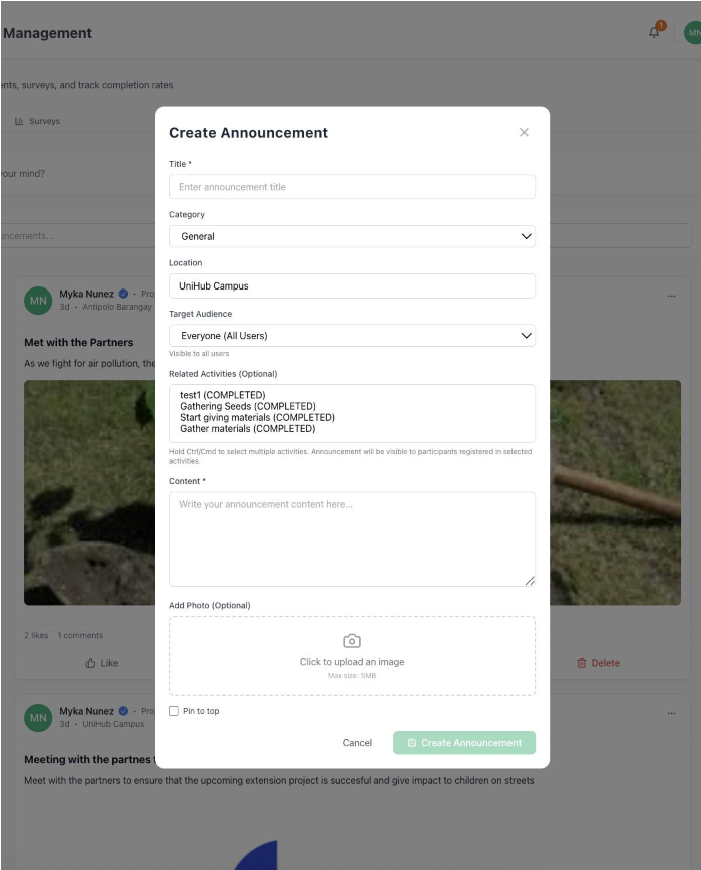 Management
1
MN
ents, surveys, and track completion rates
Surveys
your mind?
uncements...
MN
Myka Nunez
3d • Antipolo Barangay
...
Met with the Partners
As we fight for air pollution, the
2 likes 1 comments
Like
Delete
MN
Myka Nunez
3d • UniHub Campus
...
Meeting with the partnes
Meet with the partners to ensure that the upcoming extension project is succesful and give impact to children on streets
Create Announcement
Title *
Enter announcement title
Category
General
Location
UniHub Campus
Target Audience
Everyone (All Users)
Visible to all users
Related Activities (Optional)
test1 (COMPLETED)
Gathering Seeds (COMPLETED)
Start giving materials (COMPLETED)
Gather materials (COMPLETED)
Hold Ctrl/Cmd to select multiple activities. Announcement will be visible to participants registered in selected
activities.
Content *
Write your announcement content here...
Add Photo (Optional)
Click to upload an image
Max size: 5MB
Pin to top
Cancel
Create Announcement